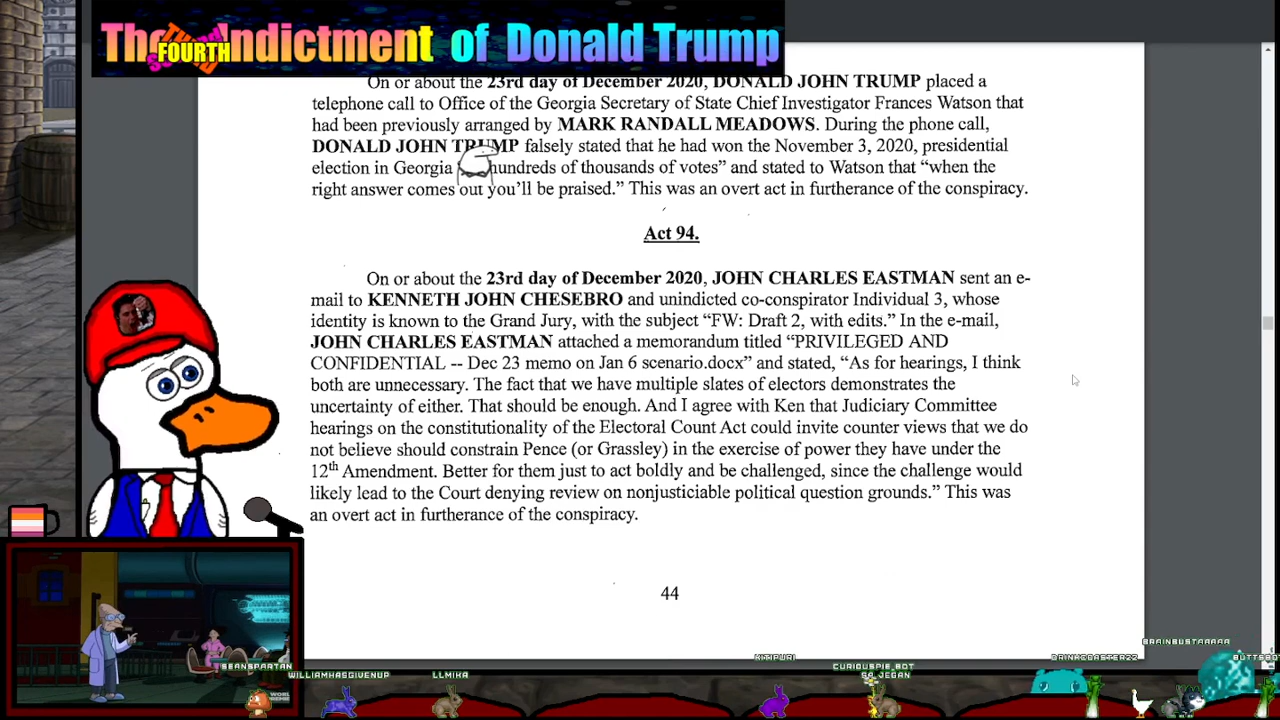 The FOURTH Indictment of Donald Trump
On or about the 23rd day of December 2020, DONALD JOHN TRUMP placed a
telephone call to Office of the Georgia Secretary of State Chief Investigator Frances Watson that
had been previously arranged by MARK RANDALL MEADOWS. During the phone call,
DONALD JOHN TRUMP falsely stated that he had won the November 3, 2020, presidential
election in Georgia hundreds of thousands of votes” and stated to Watson that “when the
right answer comes out you’ll be praised.” This was an overt act in furtherance of the conspiracy.
Act 94.
On or about the 23rd day of December 2020, JOHN CHARLES EASTMAN sent an e-
mail to KENNETH JOHN CHESEBRO and unindicted co-conspirator Individual 3, whose
identity is known to the Grand Jury, with the subject “FW: Draft 2, with edits.” In the e-mail,
JOHN CHARLES EASTMAN attached a memorandum titled “PRIVILEGED AND
CONFIDENTIAL -- Dec 23 memo on Jan 6 scenario.docx” and stated, “As for hearings, I think
both are unnecessary. The fact that we have multiple slates of electors demonstrates the
uncertainty of either. That should be enough. And I agree with Ken that Judiciary Committee
hearings on the constitutionality of the Electoral Count Act could invite counter views that we do
not believe should constrain Pence (or Grassley) in the exercise of power they have under the
12th Amendment. Better for them just to act boldly and be challenged, since the challenge would
likely lead to the Court denying review on nonjusticiable political question grounds.” This was
an overt act in furtherance of the conspiracy.
44
BRAINBUSTAAAAA
KITIPURI
DRINKCOASTER22
BUTTSBOT
SEANSPARTAN
CURIOUSPIE_BOT
WILLIAMHASGIVENUP
LLMIKA
SA_JEGAN